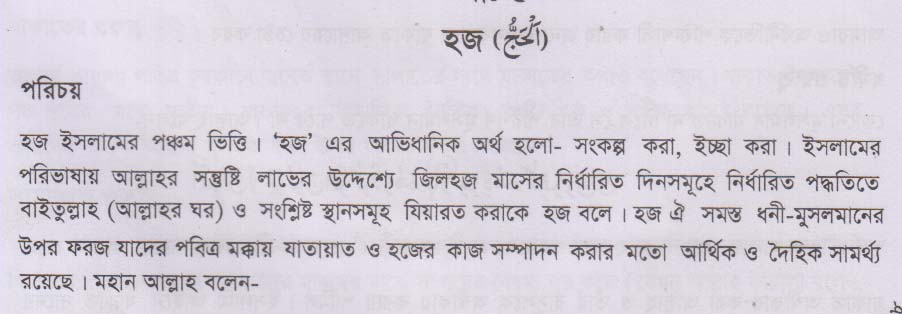 হজ (اَلْحَجُّ)
পরিচয়
হজ ইসলামের পঞ্চম ভিত্তি। ‘হজ’ এর আভিধানিক অর্থ হলো- সংকল্প করা, ইচ্ছা করা। ইসলামের
পরিভাষায় আল্লাহর সন্তুষ্টি লাভের উদ্দেশ্যে জিলহজ মাসের নির্ধারিত দিনসমূহে নির্ধারিত পদ্ধতিতে
বাইতুল্লাহ (আল্লাহর ঘর) ও সংশ্লিষ্ট স্থানসমূহ যিয়ারত করাকে হজ বলে। হজ ঐ সমস্ত ধনী-মুসলমানের
উপর ফরজ যাদের পবিত্র মক্কায় যাতায়াত ও হজের কাজ সম্পাদন করার মতো আর্থিক ও দৈহিক সামর্থ্য
রয়েছে। মহান আল্লাহ বলেন-